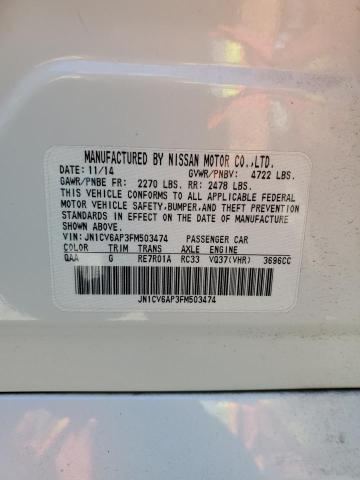 MANUFACTURED BY NISSAN MOTOR CO.,LTD.
DATE: 11/14 GVWR/PNBV: 4722 LBS.
GAWR/PNBE FR: 2270 LBS. RR: 2478 LBS.
THIS VEHICLE CONFORMS TO ALL APPLICABLE FEDERAL
MOTOR VEHICLE SAFETY,BUMPER,AND THEFT PREVENTION
STANDARDS IN EFFECT ON THE DATE OF MANUFACTURE
SHOWN ABOVE.
VIN: JN1CV6AP3FM503474 PASSENGER CAR
COLOR TRIM TRANS AXLE ENGINE
QAA G RE7R01A RC33 VQ37(VHR) 3696CC
JN1CV6AP3FM503474